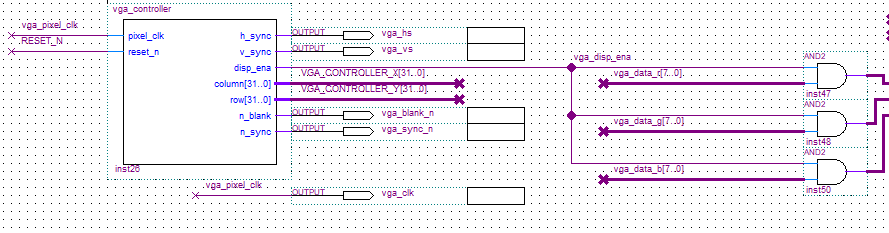 vga_controller
vga_pixel_clk
RESET_N
pixel_clk
reset_n
h_sync
v_sync
disp_ena
column[31..0]
row[31..0]
n_blank
n_sync
inst26
OUTPUT vga_hs
OUTPUT vga_vs
VGA_CONTROLLER_X[31..0]
VGA_CONTROLLER_Y[31..0]
OUTPUT vga_blank_n
OUTPUT vga_sync_n
vga_pixel_clk
OUTPUT vga_clk
vga_disp_ena
vga_data_r[7..0]
AND2
inst47
vga_data_g[7..0]
AND2
inst48
vga_data_b[7..0]
AND2
inst50